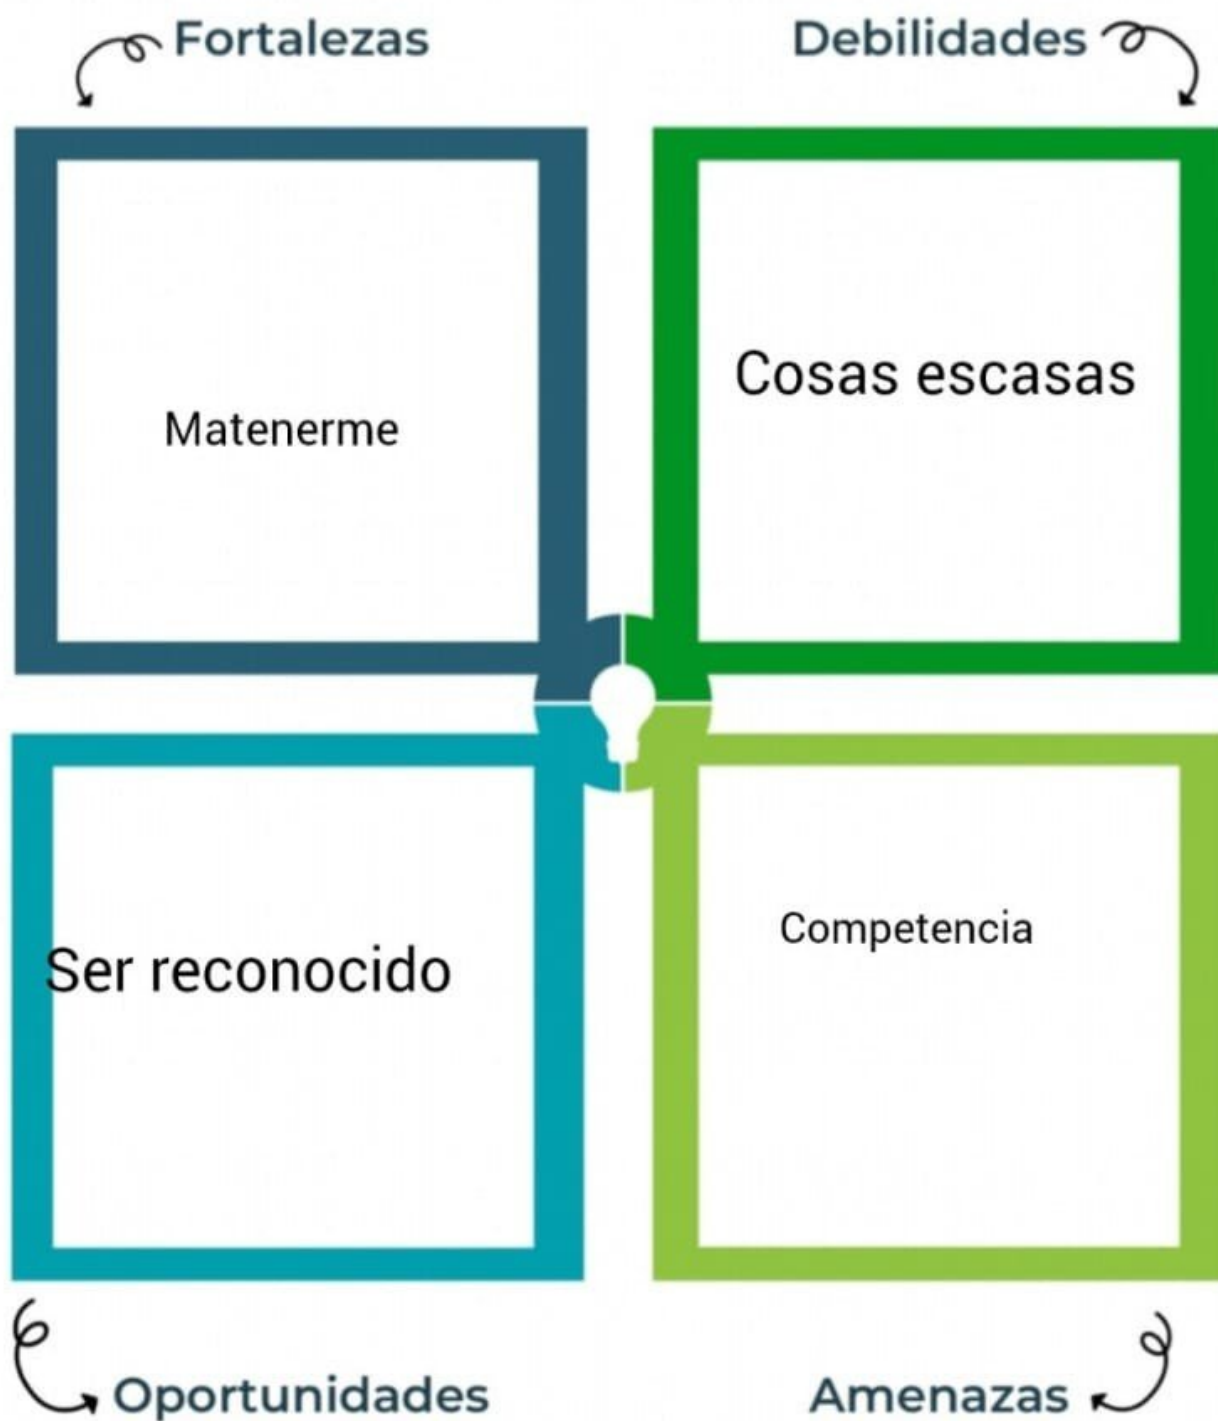 Fortalezas
Debilidades
Matenerme
Cosas escasas
Ser reconocido
Competencia
Oportunidades
Amenazas